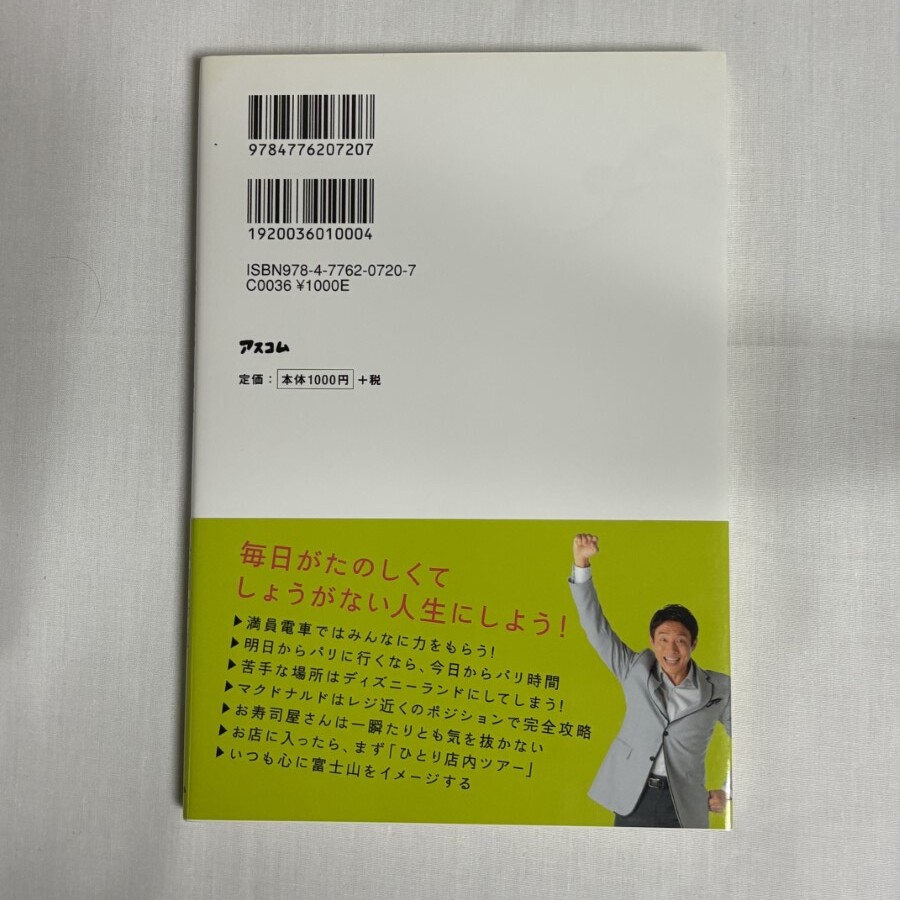 9784776207207
1920036010004
ISBN978-4-7762-0720-7
C0036 ¥1000E
アスコム
定価： 本体1000円 +税
毎日がたのしくて
しょうがない人生にしよう！
▶満員電車ではみんなに力をもらう！
▶明日からパリに行くなら、今日からパリ時間
▶苦手な場所はディズニーランドにしてしまう！
▶マクドナルドはレジ近くのポジションで完全攻略
▶お寿司屋さんは一瞬たりとも気を抜かない
▶お店に入ったら、まず「ひとり店内ツアー」
▶いつも心に富士山をイメージする